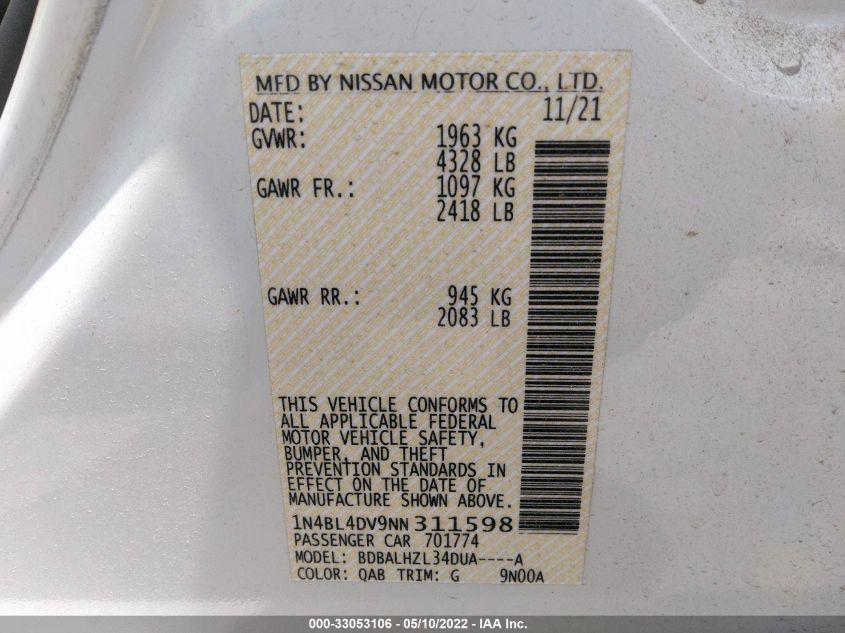 MFD BY NISSAN MOTOR CO., LTD.
DATE: 11/21
GVWR: 1963 KG
4328 LB
GAWR FR.: 1097 KG
2418 LB
GAWR RR.: 945 KG
2083 LB
THIS VEHICLE CONFORMS TO
ALL APPLICABLE FEDERAL
MOTOR VEHICLE SAFETY,
BUMPER, AND THEFT
PREVENTION STANDARDS IN
EFFECT ON THE DATE OF
MANUFACTURE SHOWN ABOVE.
1N4BL4DV9NN 311598
PASSENGER CAR 701774
MODEL: BDBALHZL34DUA----A
COLOR: QAB TRIM: G 9N00A
000-33053106 - 05/10/2022 - IAA Inc.